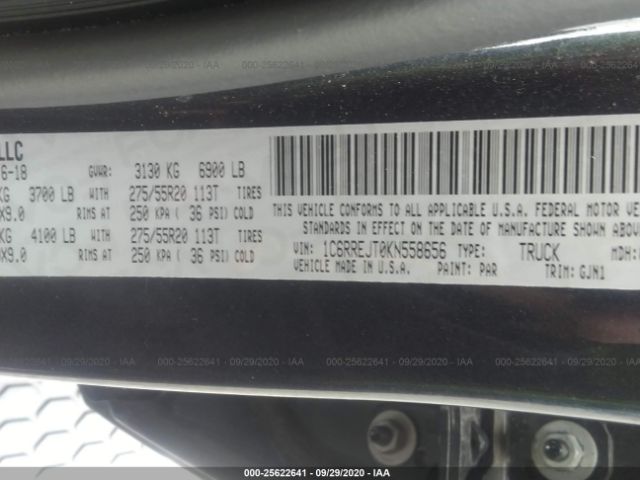 000-25622641 - 09/29/2020 - IAA
LLC
6-18 GVWR: 3130 KG 6900 LB
KG 3700 LB WITH 275/55R20 113T TIRES
X9.0 RIMS AT 250 KPA ( 36 PSI) COLD
KG 4100 LB WITH 275/55R20 113T TIRES
X9.0 RIMS AT 250 KPA ( 36 PSI) COLD
THIS VEHICLE CONFORMS TO ALL APPLICABLE U.S.A. FEDERAL MOTOR
STANDARDS IN EFFECT ON THE DATE OF MANUFACTURE SHOWN ABOVE
VIN: 1C6RREJT0KN558656 TYPE: TRUCK MDH:
VEHICLE MADE IN U.S.A. PAINT: PAR TRIM: GJN1
000-25622641 - 09/29/2020 - IAA
000-25622641 - 09/29/2020 - IAA